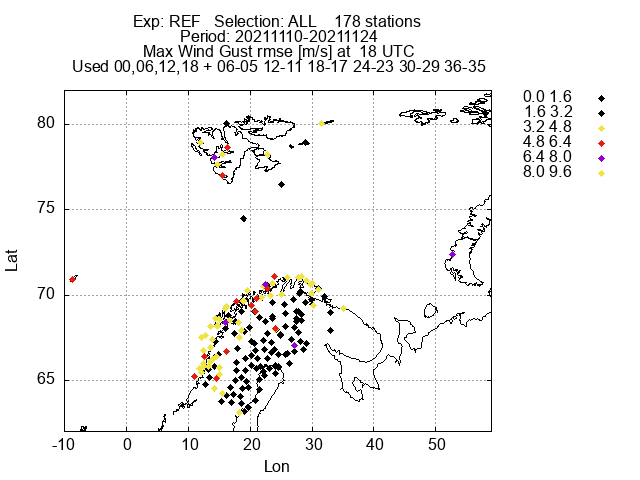 Exp: REF   Selection: ALL    178 stations
Period: 20211110-20211124
Max Wind Gust rmse [m/s] at  18 UTC
Used 00,06,12,18 + 06-05 12-11 18-17 24-23 30-29 36-35
0.0 1.6
1.6 3.2
3.2 4.8
4.8 6.4
6.4 8.0
8.0 9.6
80
75
70
65
Lat
-10 0 10 20 30 40 50
Lon